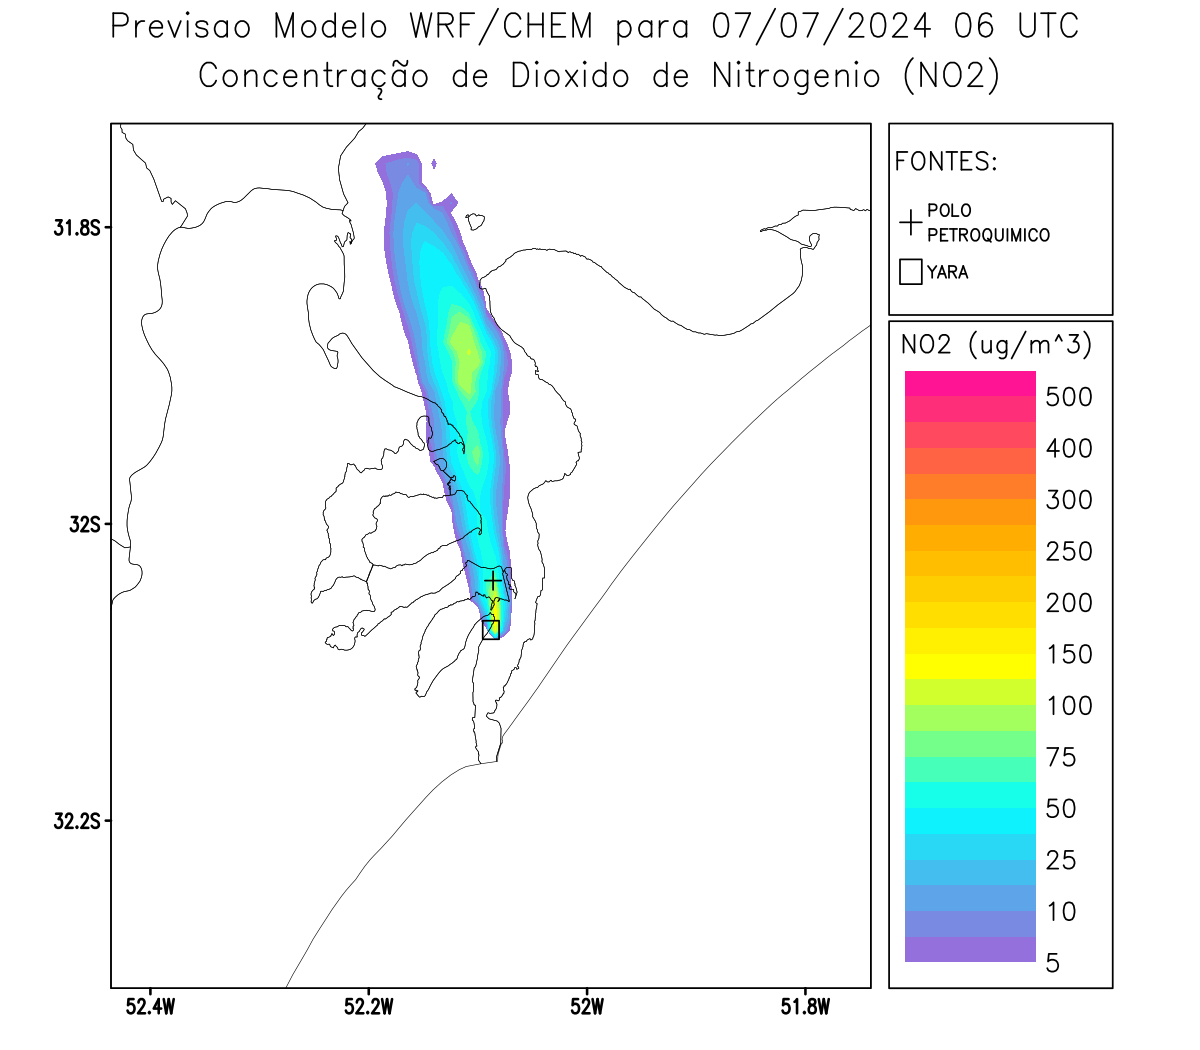 Previsao Modelo WRF/CHEM para 07/07/2024 06 UTC
Concentração de Dioxido de Nitrogenio (NO2)
FONTES:
POLO
PETROQUIMICO
YARA
NO2 (ug/m^3)
500
400
300
250
200
150
100
75
50
25
10
5
31.8S
32S
32.2S
52.4W
52.2W
52W
51.8W